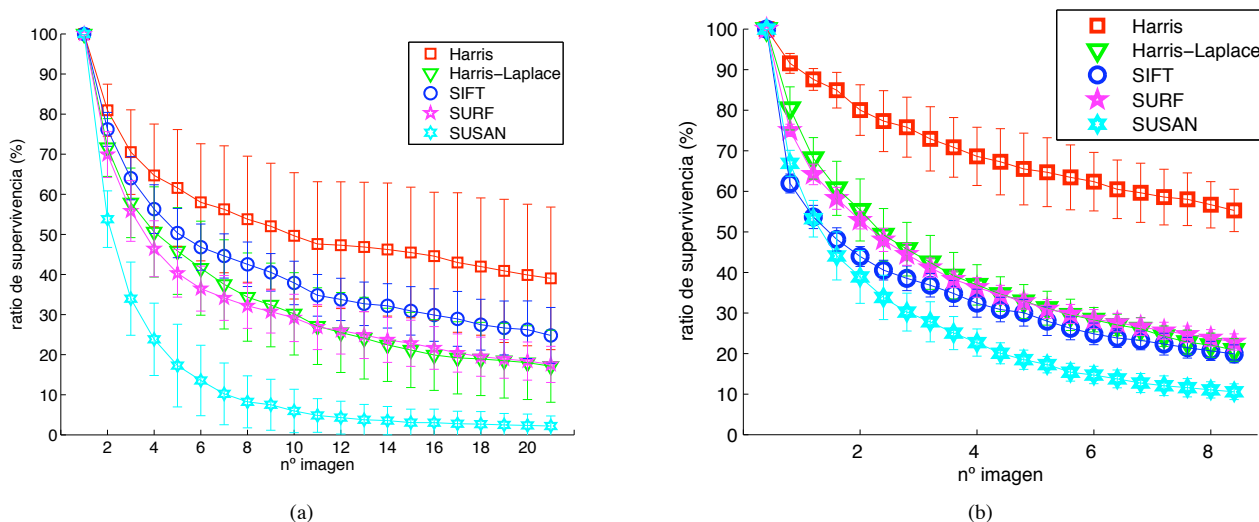 Harris
Harris-Laplace
SIFT
SURF
SUSAN
ratio de supervivencia (%)
100
90
80
70
60
50
40
30
20
10
0
2 4 6 8 10 12 14 16 18 20
nº imagen
(a)
Harris
Harris-Laplace
SIFT
SURF
SUSAN
ratio de supervivencia (%)
100
90
80
70
60
50
40
30
20
10
0
2 4 6 8
nº imagen
(b)